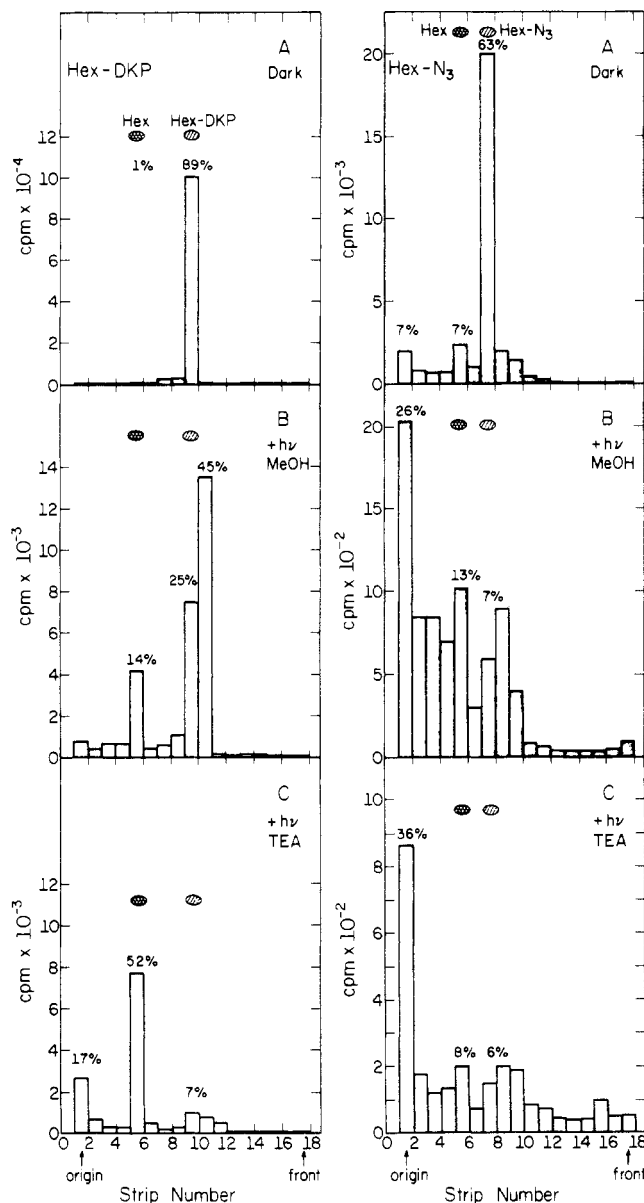 Hex-DKP
A
Dark
Hex
Hex-DKP
1%
89%
12
10
8
6
4
2
0
cpm x 10⁻⁴
Hex
Hex-N₃
63%
A
Dark
Hex-N₃
20
15
10
5
0
7%
7%
cpm x 10⁻³
B
+hν
MeOH
45%
25%
14%
14
12
10
8
6
4
2
0
cpm x 10⁻³
26%
B
+hν
MeOH
13%
7%
20
15
10
5
0
cpm x 10⁻²
C
+hν
TEA
52%
17%
7%
12
10
8
6
4
2
0
cpm x 10⁻³
0 2 4 6 8 10 12 14 16 18
origin
front
Strip Number
36%
C
+hν
TEA
8%
6%
10
8
6
4
2
0
cpm x 10⁻²
0 2 4 6 8 10 12 14 16 18
origin
front
Strip Number